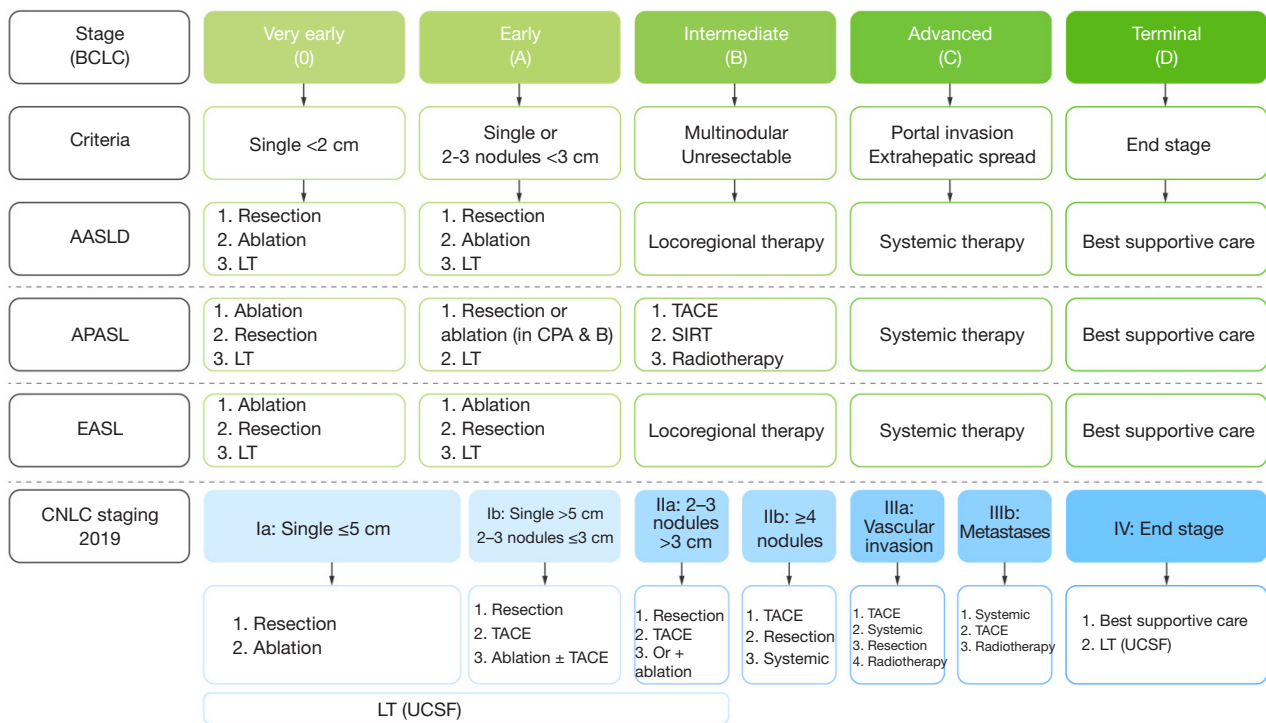 Stage
(BCLC)
Very early
(0)
Early
(A)
Intermediate
(B)
Advanced
(C)
Terminal
(D)
Criteria
Single <2 cm
Single or
2-3 nodules <3 cm
Multinodular
Unresectable
Portal invasion
Extrahepatic spread
End stage
AASLD
1. Resection
2. Ablation
3. LT
1. Resection
2. Ablation
3. LT
Locoregional therapy
Systemic therapy
Best supportive care
APASL
1. Ablation
2. Resection
3. LT
1. Resection or
ablation (in CPA & B)
2. LT
1. TACE
2. SIRT
3. Radiotherapy
Systemic therapy
Best supportive care
EASL
1. Ablation
2. Resection
3. LT
1. Ablation
2. Resection
3. LT
Locoregional therapy
Systemic therapy
Best supportive care
CNLC staging
2019
Ia: Single ≤5 cm
Ib: Single >5 cm
2–3 nodules ≤3 cm
IIa: 2–3
nodules
>3 cm
IIb: ≥4
nodules
IIIa:
Vascular
invasion
IIIb:
Metastases
IV: End stage
1. Resection
2. Ablation
1. Resection
2. TACE
3. Ablation ± TACE
1. Resection
2. TACE
3. Or +
ablation
1. TACE
2. Resection
3. Systemic
1. TACE
2. Systemic
3. Resection
4. Radiotherapy
1. Systemic
2. TACE
3. Radiotherapy
1. Best supportive care
2. LT (UCSF)
LT (UCSF)